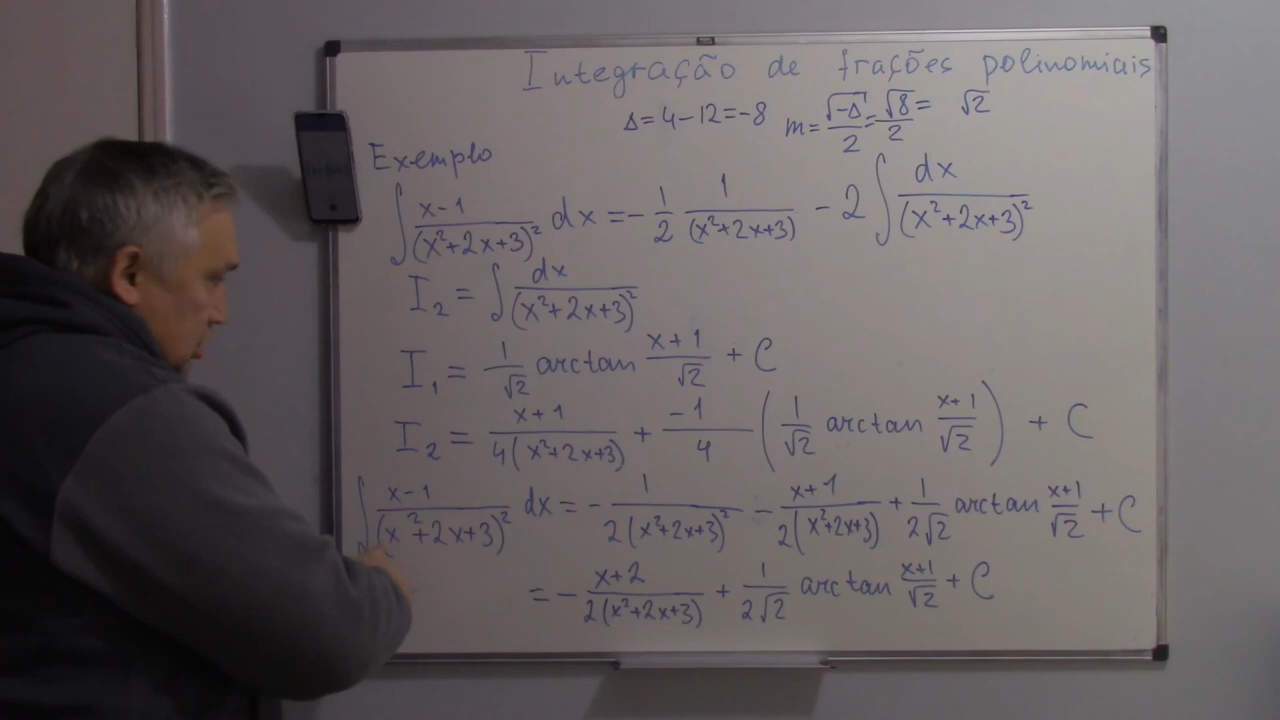 Integração de frações polinomiais
Δ=4-12=-8 m=√-Δ/2=√8/2= √2
Exemplo
∫ x-1/(x²+2x+3)² dx = -1/2 1/(x²+2x+3) - 2∫ dx/(x²+2x+3)²
I₂ = ∫ dx/(x²+2x+3)²
I₁ = 1/√2 arctan x+1/√2 + C
I₂ = x+1/4(x²+2x+3) + -1/4 (1/√2 arctan x+1/√2) + C
∫ x-1/(x²+2x+3)² dx = - 1/2(x²+2x+3)² - x+1/2(x²+2x+3) + 1/2√2 arctan x+1/√2 + C
= - x+2/2(x²+2x+3) + 1/2√2 arctan x+1/√2 + C